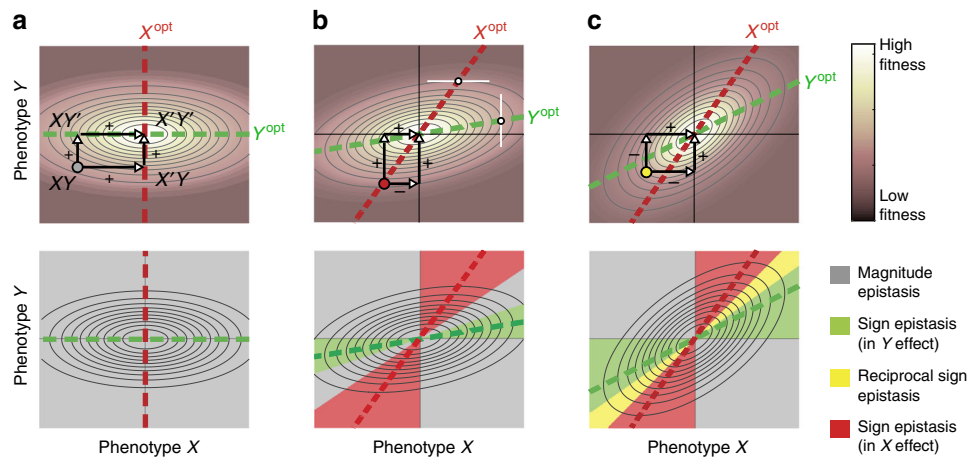 a
X^opt
Phenotype Y
XY′
X′Y′
Y^opt
+
+
+
+
XY
X′Y
b
X^opt
Y^opt
+
+
+
−
c
X^opt
Y^opt
+
−
+
−
High
fitness
Low
fitness
Phenotype Y
Phenotype X
Phenotype X
Magnitude
epistasis
Sign epistasis
(in Y effect)
Reciprocal sign
epistasis
Sign epistasis
(in X effect)